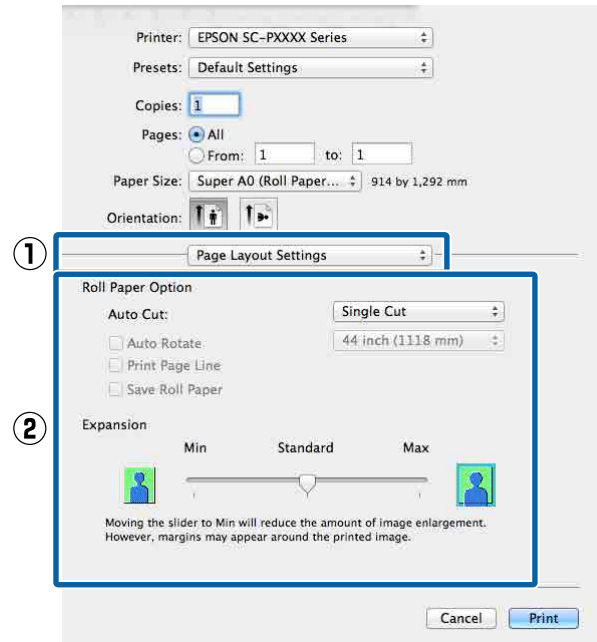 Printer: EPSON SC-PXXXX Series
Presets: Default Settings
Copies: 1
Pages: All
From: 1 to: 1
Paper Size: Super A0 (Roll Paper... 914 by 1,292 mm
Orientation:
① Page Layout Settings
Roll Paper Option
Auto Cut: Single Cut
Auto Rotate 44 inch (1118 mm)
Print Page Line
Save Roll Paper
②
Expansion
Min Standard Max
Moving the slider to Min will reduce the amount of image enlargement.
However, margins may appear around the printed image.
Cancel Print